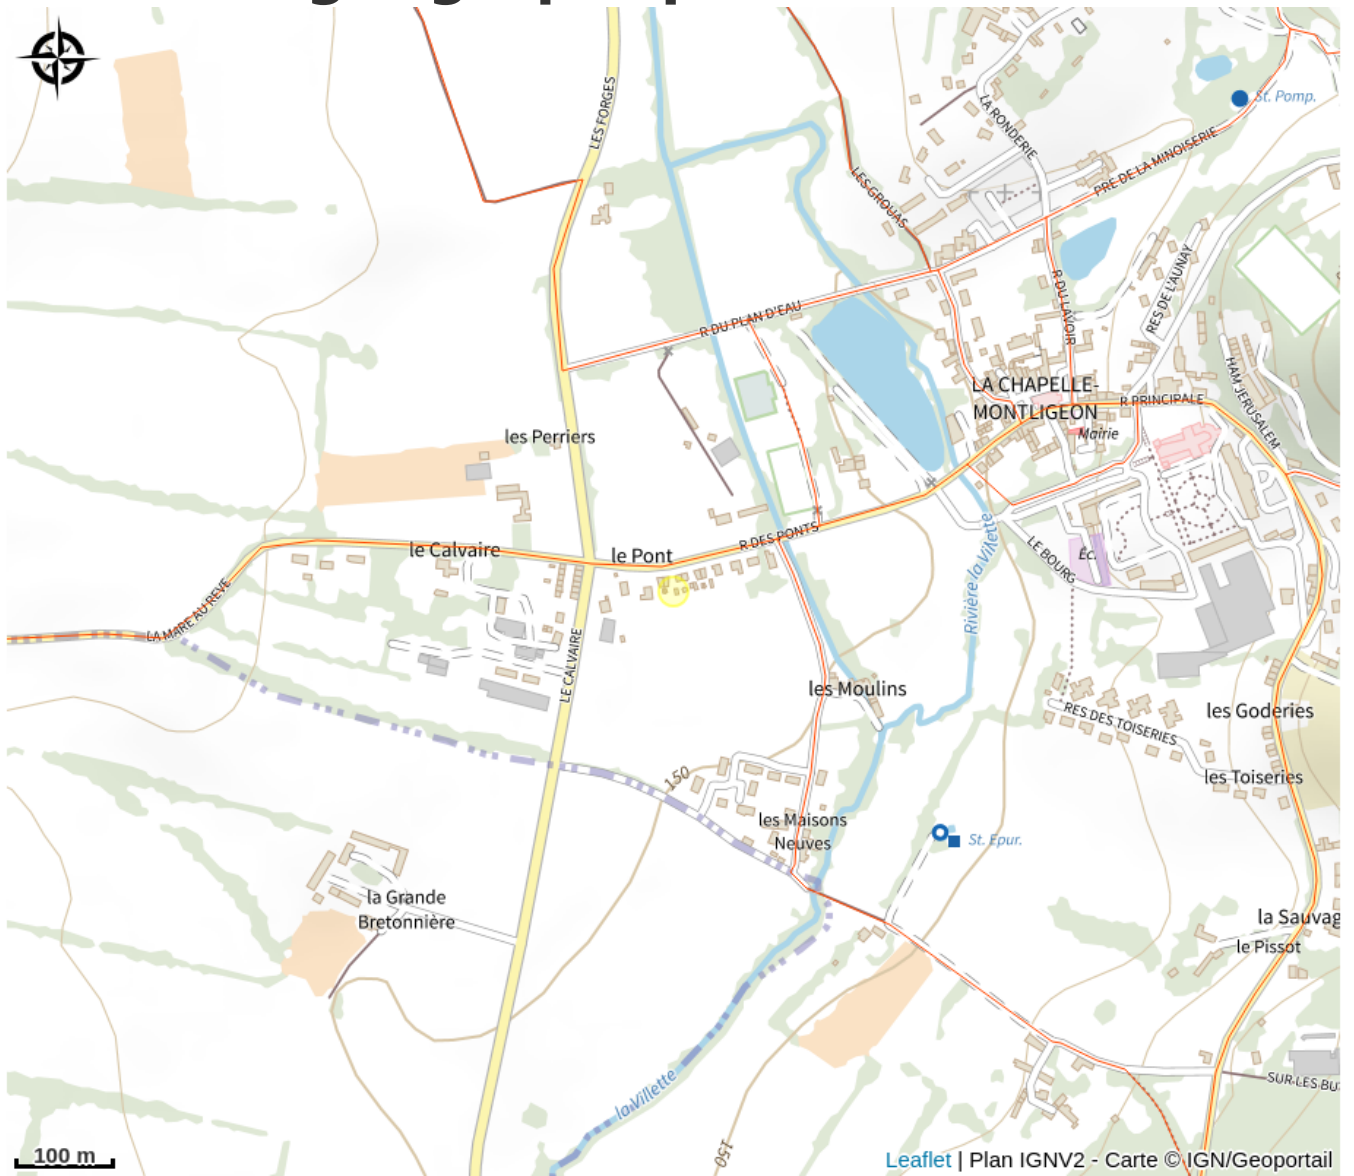 LES FORGES
St. Pomp.
LA RONDERIE
PRE DE LA MINOISERIE
LES GROUAS
R DU LAVOIR
RES DE L'AUNAY
R DU PLAN D'EAU
HAM JERUSALEM
LA CHAPELLE-
MONTLIGEON
R PRINCIPALE
Mairie
les Perriers
le Calvaire
le Pont
R DES PONTS
Rivière la Villette
LE BOURG
Éc.
LA MARE AU REVE
LE CALVAIRE
les Moulins
RES DES TOISERIES
les Goderies
les Toiseries
150
les Maisons
Neuves
St. Epur.
la Grande
Bretonnière
la Sauvag
le Pissot
SUR LES BU
la Villette
150
100 m
Leaflet | Plan IGNV2 - Carte © IGN/Geoportail